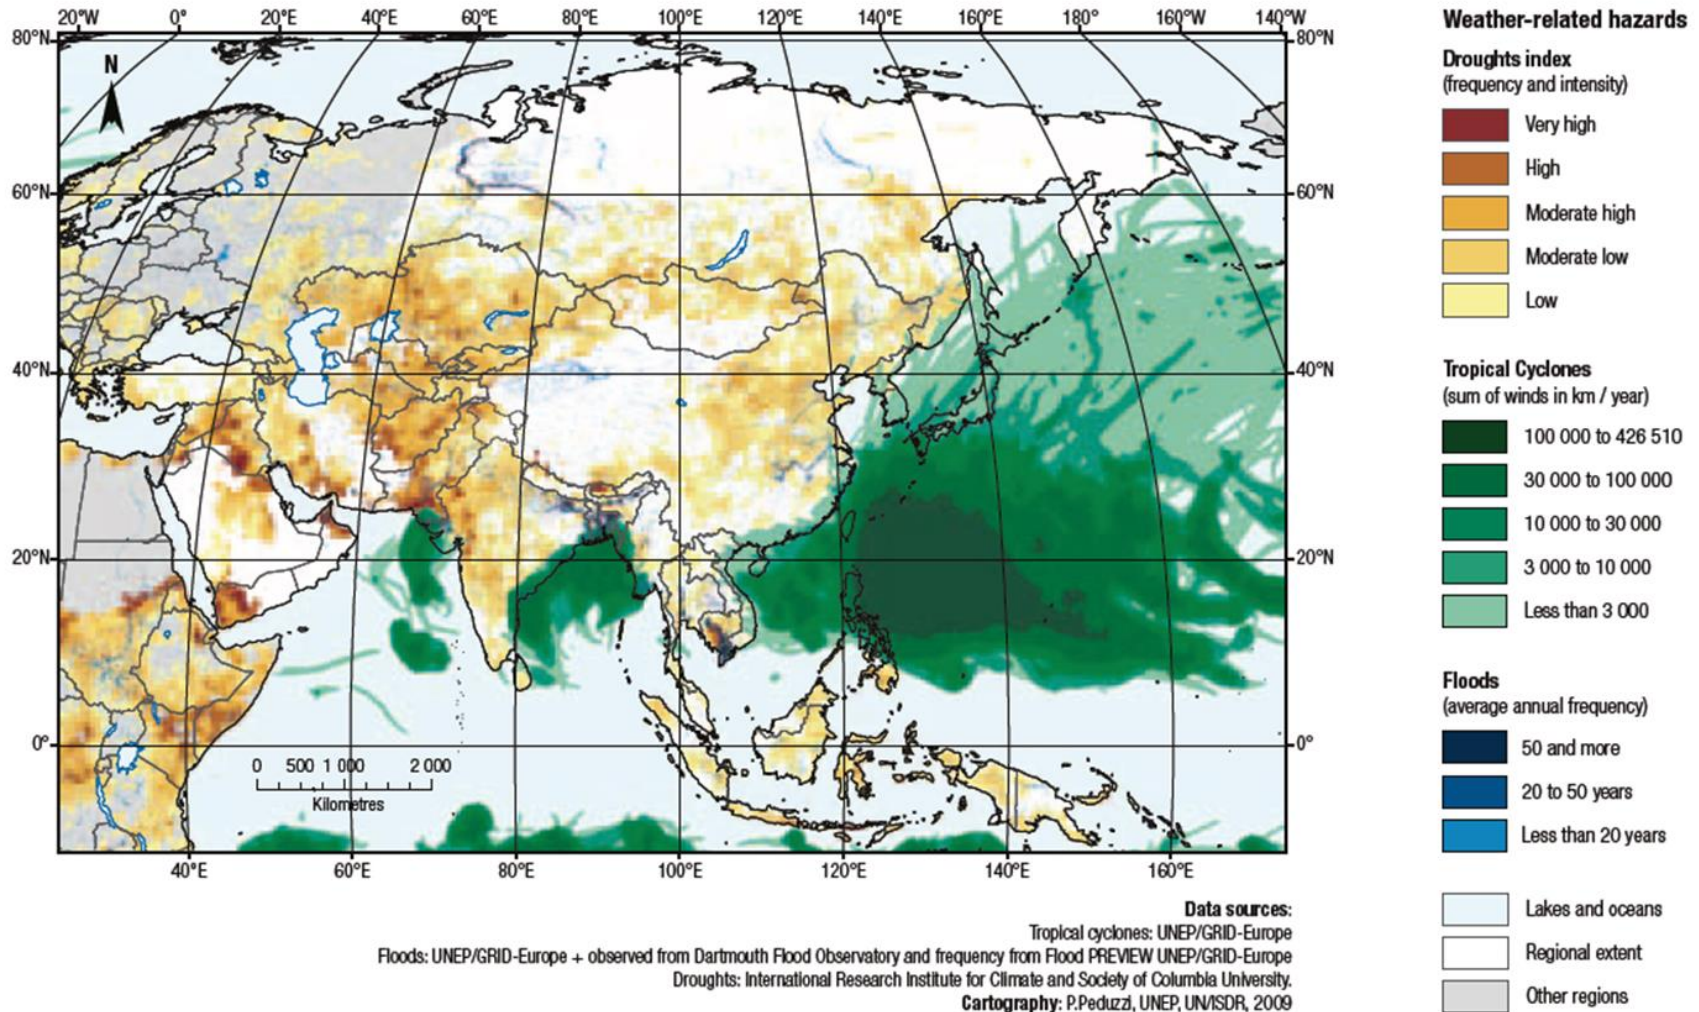 20°W 0° 20°E 40°E 60°E 80°E 100°E 120°E 140°E 160°E 180° 160°W 140°W
80°N 80°N
N
60°N 60°N
40°N 40°N
20°N 20°N
0° 0°
0 500 1 000 2 000
Kilometres
40°E 60°E 80°E 100°E 120°E 140°E 160°E
Weather-related hazards
Droughts index
(frequency and intensity)
Very high
High
Moderate high
Moderate low
Low
Tropical Cyclones
(sum of winds in km / year)
100 000 to 426 510
30 000 to 100 000
10 000 to 30 000
3 000 to 10 000
Less than 3 000
Floods
(average annual frequency)
50 and more
20 to 50 years
Less than 20 years
Lakes and oceans
Regional extent
Other regions
Data sources:
Tropical cyclones: UNEP/GRID-Europe
Floods: UNEP/GRID-Europe + observed from Dartmouth Flood Observatory and frequency from Flood PREVIEW UNEP/GRID-Europe
Droughts: International Research Institute for Climate and Society of Columbia University.
Cartography: P.Peduzzi, UNEP, UN/ISDR, 2009